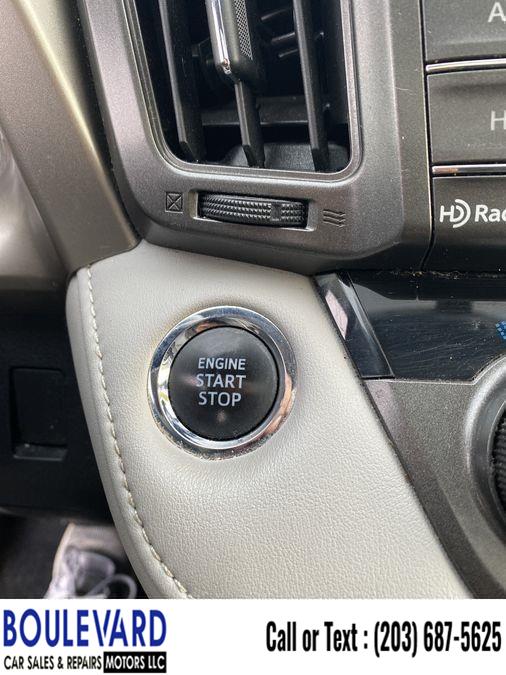 A
H
HD Rad
ENGINE
START
STOP
BOULEVARD
CAR SALES & REPAIRS MOTORS LLC
Call or Text : (203) 687-5625